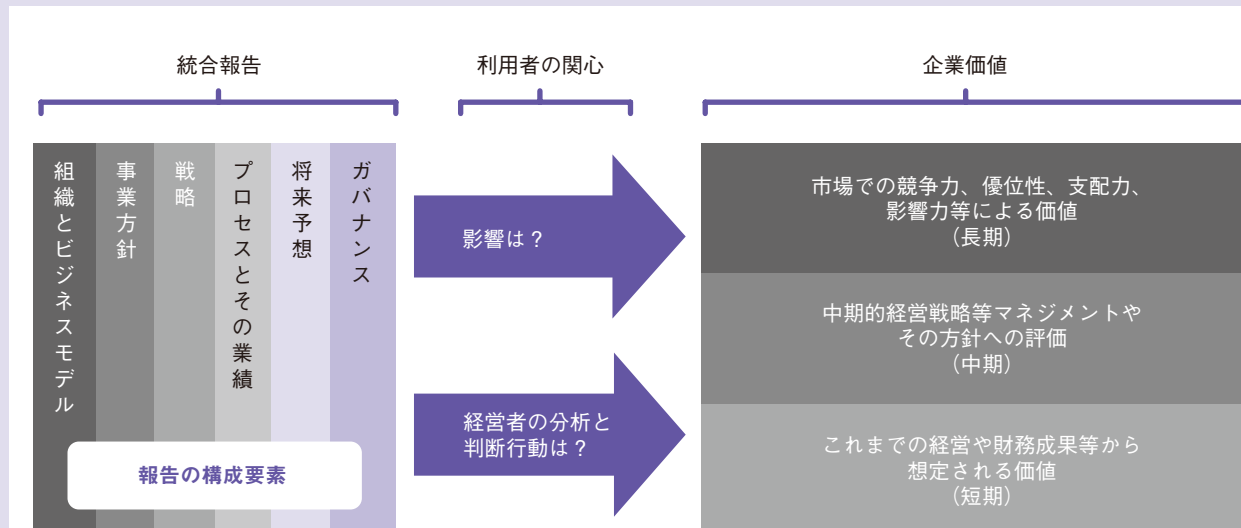 統合報告
利用者の関心
企業価値
組織とビジネスモデル
事業方針
戦略
プロセスとその業績
将来予想
ガバナンス
報告の構成要素
影響は？
経営者の分析と
判断行動は？
市場での競争力、優位性、支配力、
影響力等による価値
（長期）
中期的経営戦略等マネジメントや
その方針への評価
（中期）
これまでの経営や財務成果等から
想定される価値
（短期）